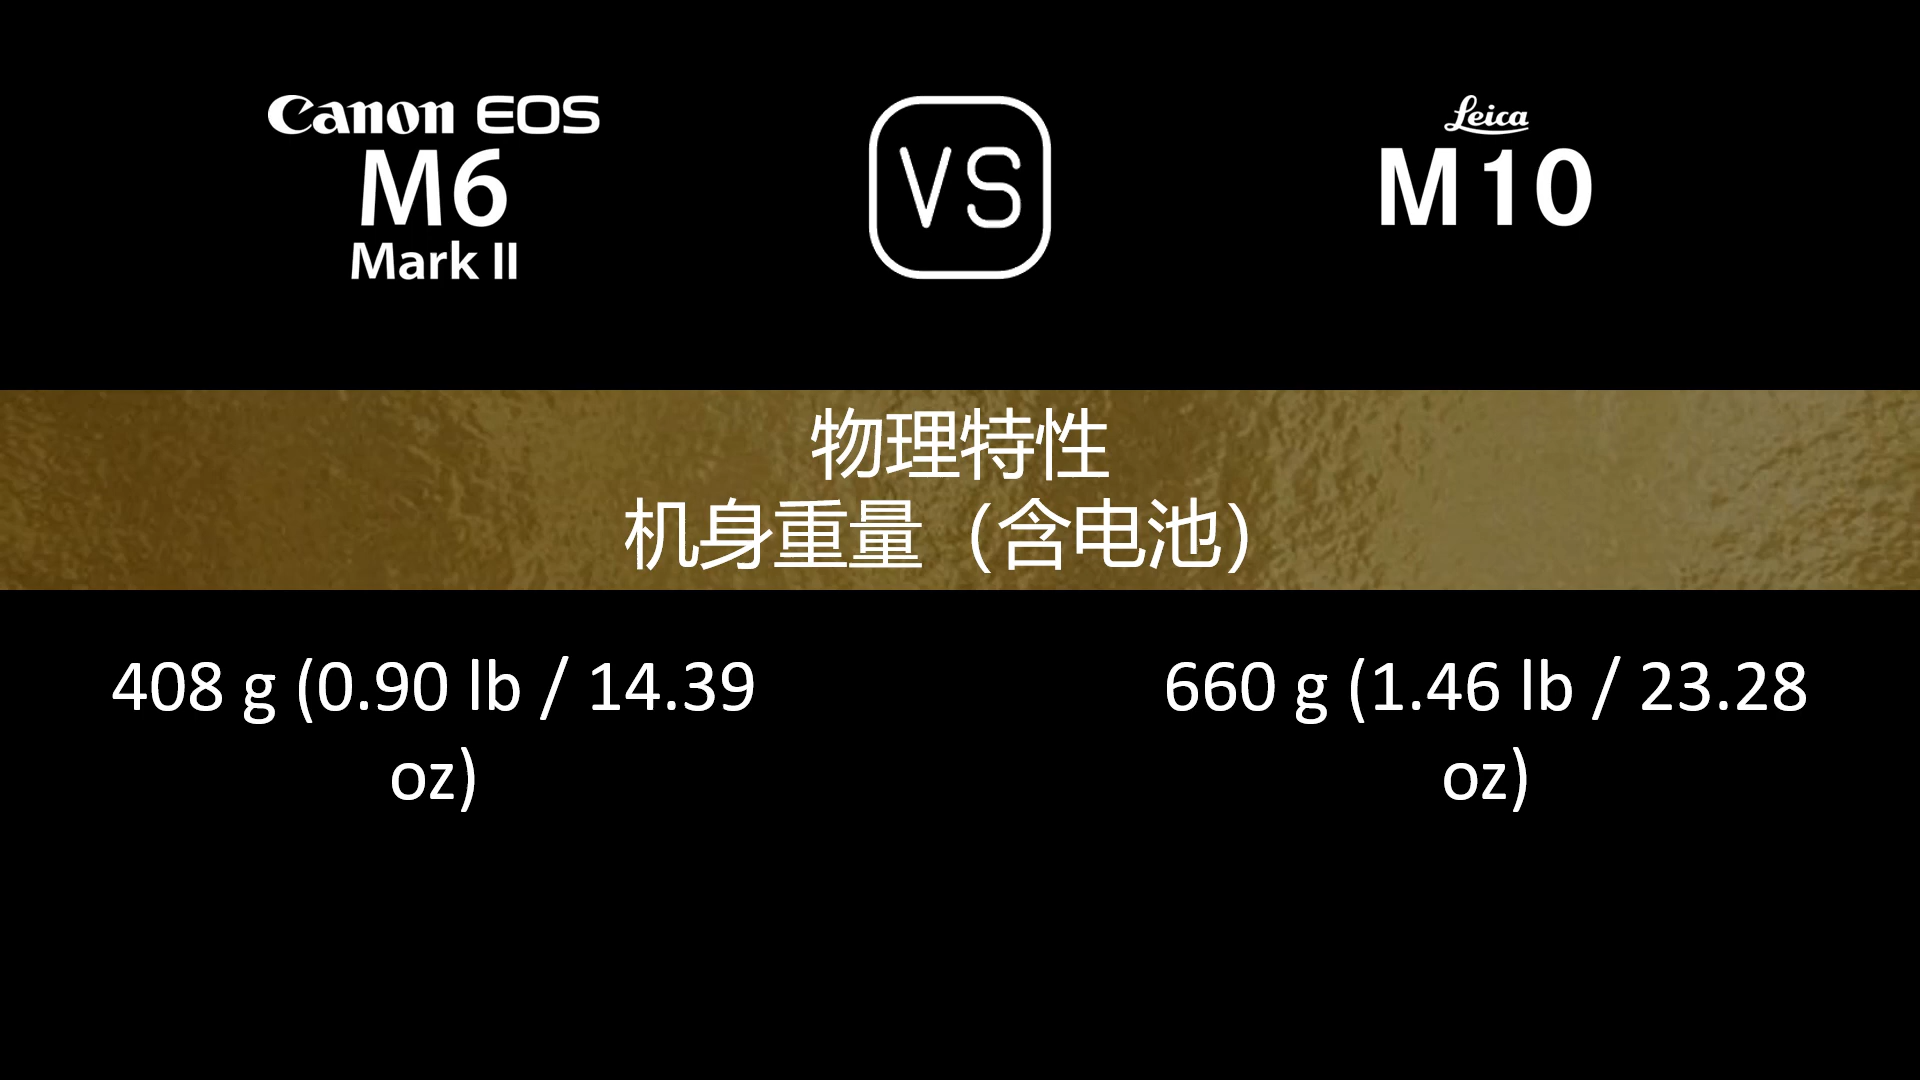 Canon EOS
M6
Mark II
VS
Leica
M10
物理特性
机身重量（含电池）
408 g (0.90 lb / 14.39
oz)
660 g (1.46 lb / 23.28
oz)